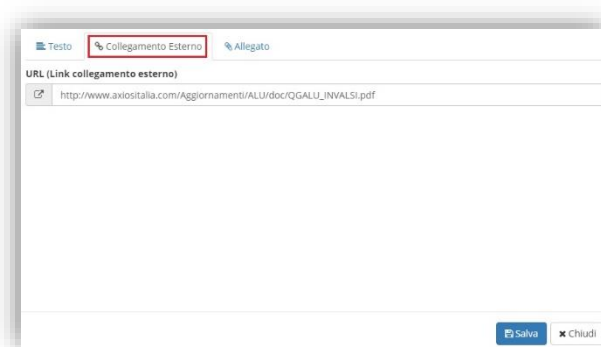 Testo Collegamento Esterno Allegato
URL (Link collegamento esterno)
http://www.axiositalia.com/Aggiornamenti/ALU/doc/QGALU_INVALSI.pdf
Salva Chiudi